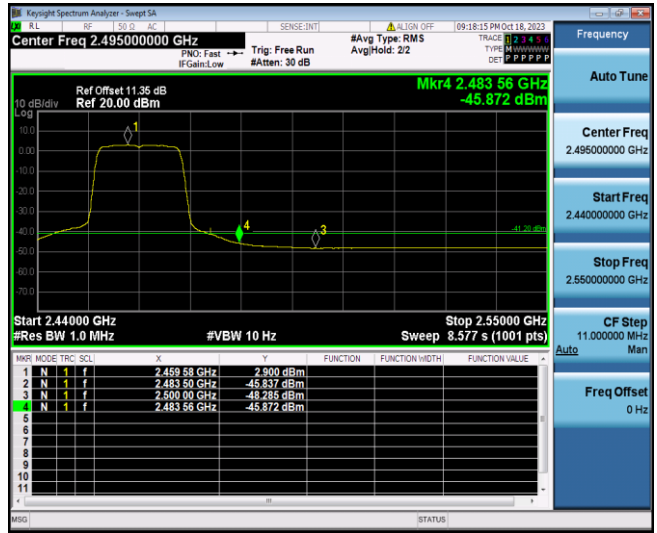 Keysight Spectrum Analyzer - Swept SA
RL RF 50 Ω AC SENSE:INT ALIGN OFF 09:18:15 PM Oct 18, 2023
Center Freq 2.495000000 GHz
PNO: Fast
IFGain:Low
Trig: Free Run
#Atten: 30 dB
#Avg Type: RMS
Avg|Hold: 2/2
TRACE 1 2 3 4 5 6
TYPE M W W W W W
DET P P P P P P
Ref Offset 11.35 dB
10 dB/div Ref 20.00 dBm
Log
Mkr4 2.483 56 GHz
-45.872 dBm
10.0
0.00
-10.0
-20.0
-30.0
-40.0
-50.0
-60.0
-70.0
1
4
3
-41.20 dBm
Start 2.44000 GHz Stop 2.55000 GHz
#Res BW 1.0 MHz #VBW 10 Hz Sweep 8.577 s (1001 pts)
MKR MODE TRC SCL X Y FUNCTION FUNCTION WIDTH FUNCTION VALUE
1 N 1 f 2.459 58 GHz 2.900 dBm
2 N 1 f 2.483 50 GHz -45.837 dBm
3 N 1 f 2.500 00 GHz -48.285 dBm
4 N 1 f 2.483 56 GHz -45.872 dBm
5
6
7
8
9
10
11
MSG STATUS
Frequency
Auto Tune
Center Freq
2.495000000 GHz
Start Freq
2.440000000 GHz
Stop Freq
2.550000000 GHz
CF Step
11.000000 MHz
Auto Man
Freq Offset
0 Hz